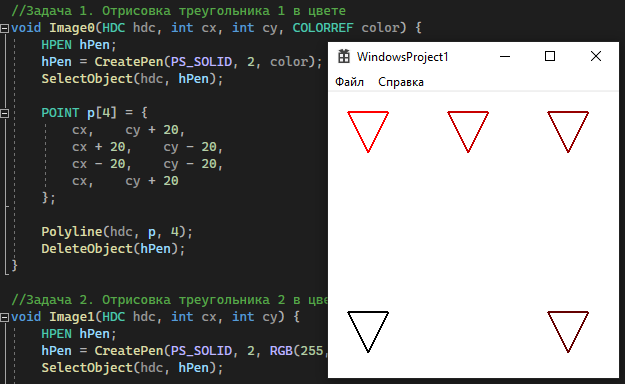 //Задача 1. Отрисовка треугольника 1 в цвете
void Image0(HDC hdc, int cx, int cy, COLORREF color) {
HPEN hPen;
hPen = CreatePen(PS_SOLID, 2, color);
SelectObject(hdc, hPen);
POINT p[4] = {
cx, cy + 20,
cx + 20, cy - 20,
cx - 20, cy - 20,
cx, cy + 20
};
Polyline(hdc, p, 4);
DeleteObject(hPen);
}
//Задача 2. Отрисовка треугольника 2 в цве
void Image1(HDC hdc, int cx, int cy) {
HPEN hPen;
hPen = CreatePen(PS_SOLID, 2, RGB(255,
SelectObject(hdc, hPen);
WindowsProject1
Файл Справка